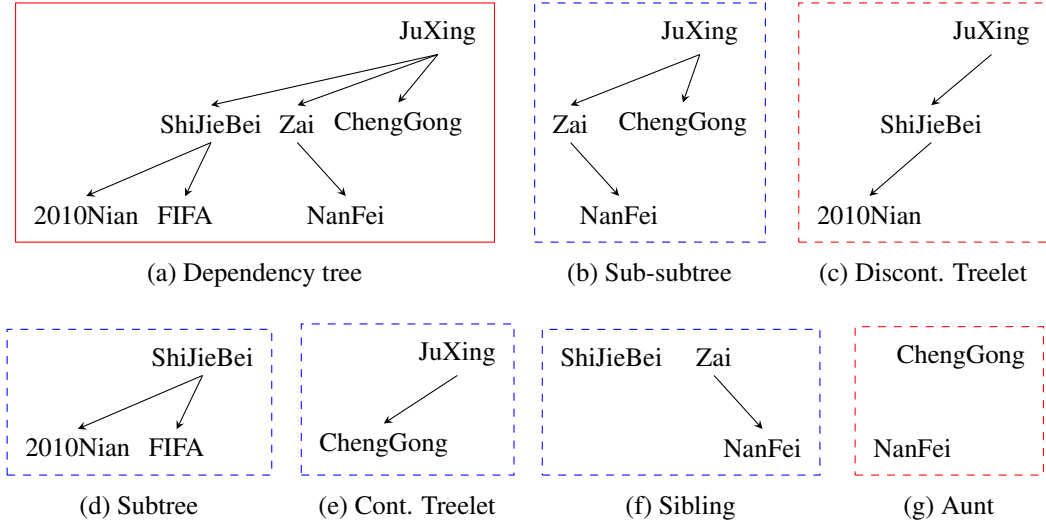 JuXing
ShiJieBei Zai ChengGong
2010Nian FIFA NanFei
(a) Dependency tree
JuXing
Zai ChengGong
NanFei
(b) Sub-subtree
JuXing
ShiJieBei
2010Nian
(c) Discont. Treelet
ShiJieBei
2010Nian FIFA
(d) Subtree
JuXing
ChengGong
(e) Cont. Treelet
ShiJieBei Zai
NanFei
(f) Sibling
ChengGong
NanFei
(g) Aunt